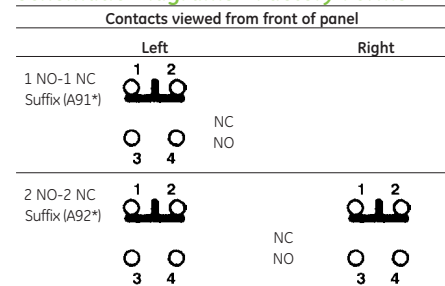 Contacts viewed from front of panel
Left Right
1 NO-1 NC
Suffix (A91*)
1 2
NC
NO
3 4
2 NO-2 NC
Suffix (A92*)
1 2 1 2
NC
NO
3 4 3 4